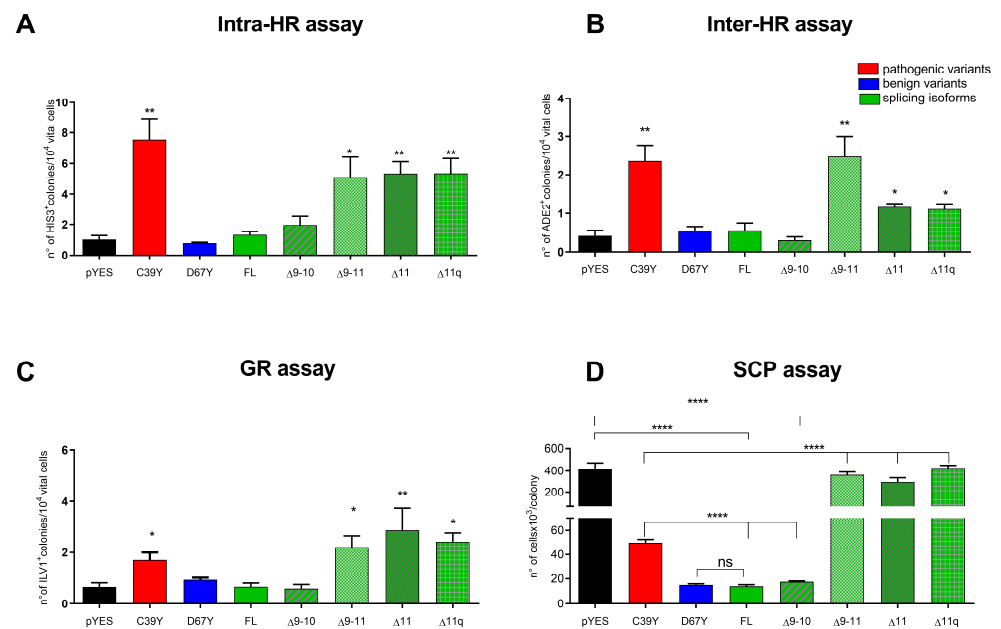 A
Intra-HR assay
n° of HIS3⁺colonies/10⁴ vital cells
10
8
6
4
2
0
**
*
**
**
pYES
C39Y
D67Y
FL
Δ9-10
Δ9-11
Δ11
Δ11q
B
Inter-HR assay
pathogenic variants
benign variants
splicing isoforms
n° of ADE2⁺colonies/10⁴ vital cells
4
3
2
1
0
**
**
*
*
pYES
C39Y
D67Y
FL
Δ9-10
Δ9-11
Δ11
Δ11q
C
GR assay
n° of ILV1⁺colonies/10⁴ vital cells
6
4
2
0
*
*
**
*
pYES
C39Y
D67Y
FL
Δ9-10
Δ9-11
Δ11
Δ11q
D
SCP assay
n° of cellsx10³/colony
600
400
200
60
40
20
0
****
****
****
****
ns
pYES
C39Y
D67Y
FL
Δ9-10
Δ9-11
Δ11
Δ11q